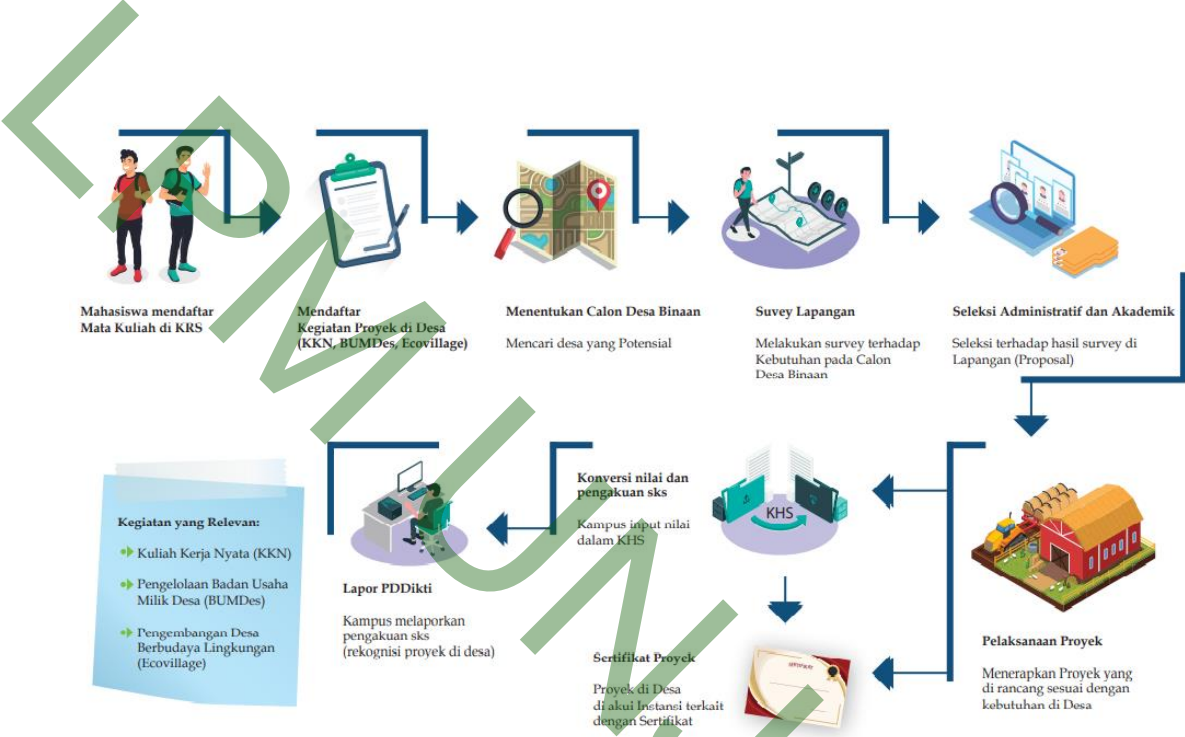 Mahasiswa mendaftar
Mata Kuliah di KRS
Mendaftar
Kegiatan Proyek di Desa
(KKN, BUMDes, Ecovillage)
Menentukan Calon Desa Binaan
Mencari desa yang Potensial
Suvey Lapangan
Melakukan survey terhadap
Kebutuhan pada Calon
Desa Binaan
Seleksi Administratif dan Akademik
Seleksi terhadap hasil survey di
Lapangan (Proposal)
Pelaksanaan Proyek
Menerapkan Proyek yang
di rancang sesuai dengan
kebutuhan di Desa
Konversi nilai dan
pengakuan sks
Kampus input nilai
dalam KHS
KHS
Sertifikat Proyek
Proyek di Desa
di akui Instansi terkait
dengan Sertifikat
Lapor PDDikti
Kampus melaporkan
pengakuan sks
(rekognisi proyek di desa)
Kegiatan yang Relevan:
Kuliah Kerja Nyata (KKN)
Pengelolaan Badan Usaha
Milik Desa (BUMDes)
Pengembangan Desa
Berbudaya Lingkungan
(Ecovillage)
LPMUN